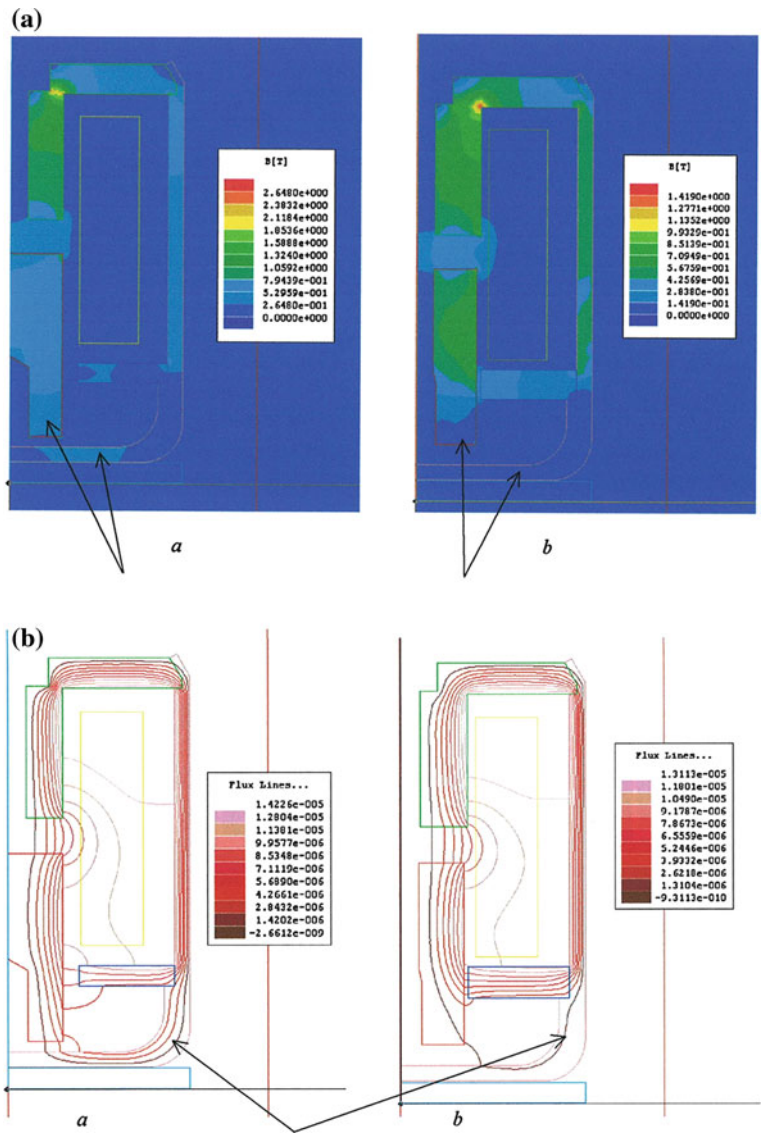 (a)
B[T]
2.6480e+000
2.3832e+000
2.1184e+000
1.8536e+000
1.5888e+000
1.3240e+000
1.0592e+000
7.9439e-001
5.2959e-001
2.6480e-001
0.0000e+000
B[T]
1.4190e+000
1.2771e+000
1.1352e+000
9.9329e-001
8.5139e-001
7.0949e-001
5.6759e-001
4.2569e-001
2.8380e-001
1.4190e-001
0.0000e+000
a
b
(b)
Flux Lines...
1.4226e-005
1.2804e-005
1.1381e-005
9.9577e-006
8.5348e-006
7.1119e-006
5.6890e-006
4.2661e-006
2.8432e-006
1.4202e-006
-2.6612e-009
Flux Lines...
1.3113e-005
1.1801e-005
1.0490e-005
9.1787e-006
7.8673e-006
6.5559e-006
5.2446e-006
3.9332e-006
2.6218e-006
1.3104e-006
-9.3113e-010
a
b